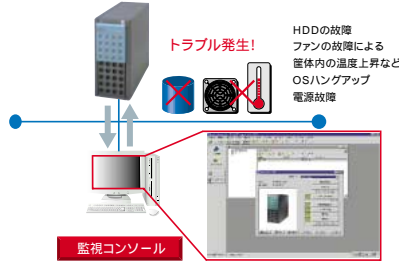 トラブル発生!
HDDの故障
ファンの故障による
筐体内の温度上昇など
OSハングアップ
電源故障
監視コンソール